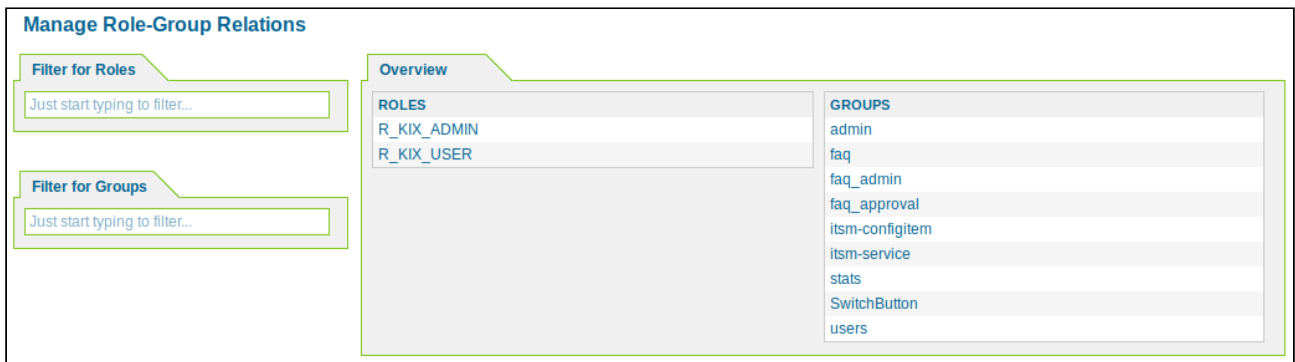 Manage Role-Group Relations
Filter for Roles
Just start typing to filter...
Filter for Groups
Just start typing to filter...
Overview
ROLES
R_KIX_ADMIN
R_KIX_USER
GROUPS
admin
faq
faq_admin
faq_approval
itsm-configitem
itsm-service
stats
SwitchButton
users